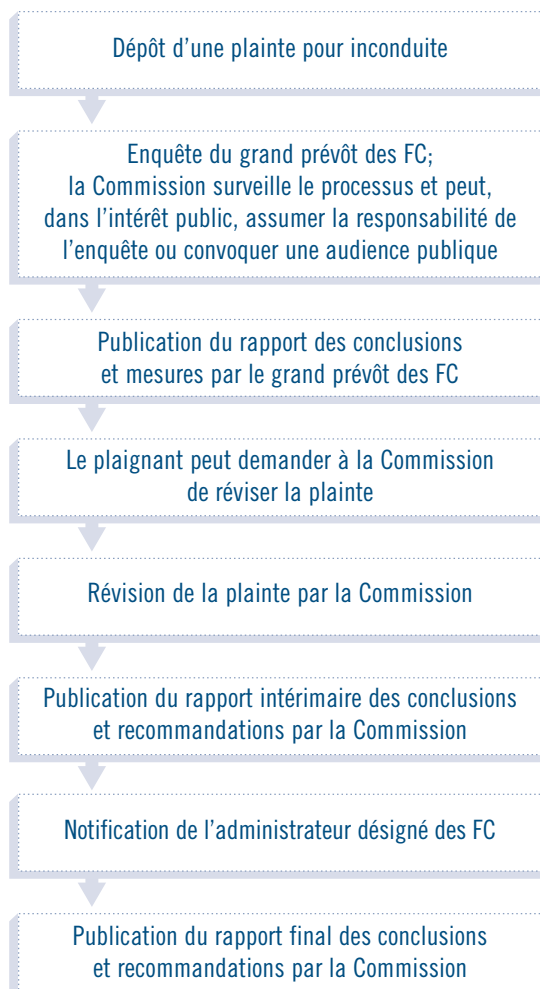 Dépôt d’une plainte pour inconduite
Enquête du grand prévôt des FC;
la Commission surveille le processus et peut,
dans l’intérêt public, assumer la responsabilité de
l’enquête ou convoquer une audience publique
Publication du rapport des conclusions
et mesures par le grand prévôt des FC
Le plaignant peut demander à la Commission
de réviser la plainte
Révision de la plainte par la Commission
Publication du rapport intérimaire des conclusions
et recommandations par la Commission
Notification de l’administrateur désigné des FC
Publication du rapport final des conclusions
et recommandations par la Commission